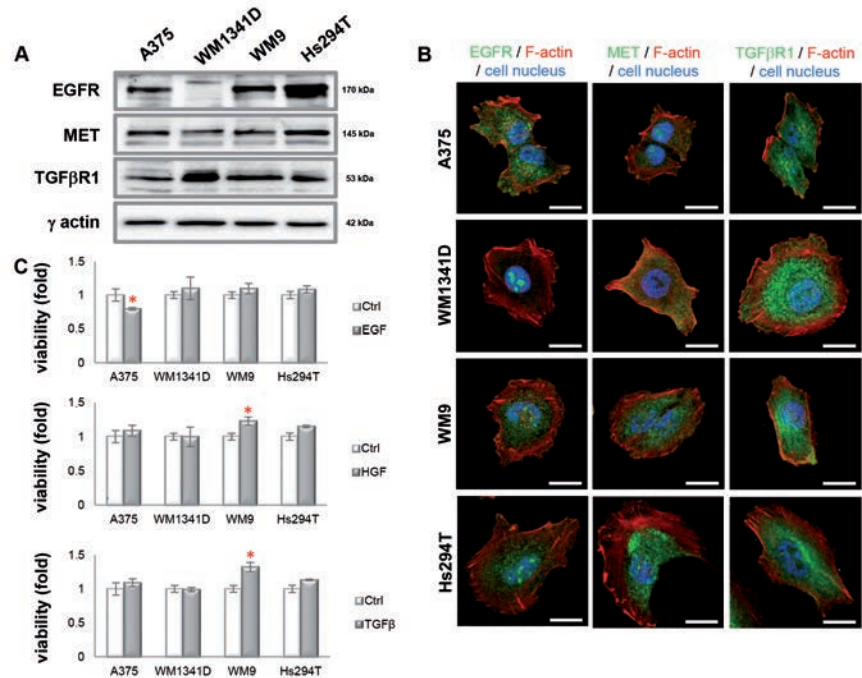 A
A375 WM1341D WM9 Hs294T
EGFR 170 kDa
MET 145 kDa
TGFβR1 53 kDa
γ actin 42 kDa
B
EGFR / F-actin
/ cell nucleus
MET / F-actin
/ cell nucleus
TGFβR1 / F-actin
/ cell nucleus
A375
WM1341D
WM9
Hs294T
C
viability (fold)
1.5
1
0.5
0
*
A375 WM1341D WM9 Hs294T
Ctrl
EGF
viability (fold)
1.5
1
0.5
0
*
A375 WM1341D WM9 Hs294T
Ctrl
HGF
viability (fold)
1.5
1
0.5
0
*
A375 WM1341D WM9 Hs294T
Ctrl
TGFβ